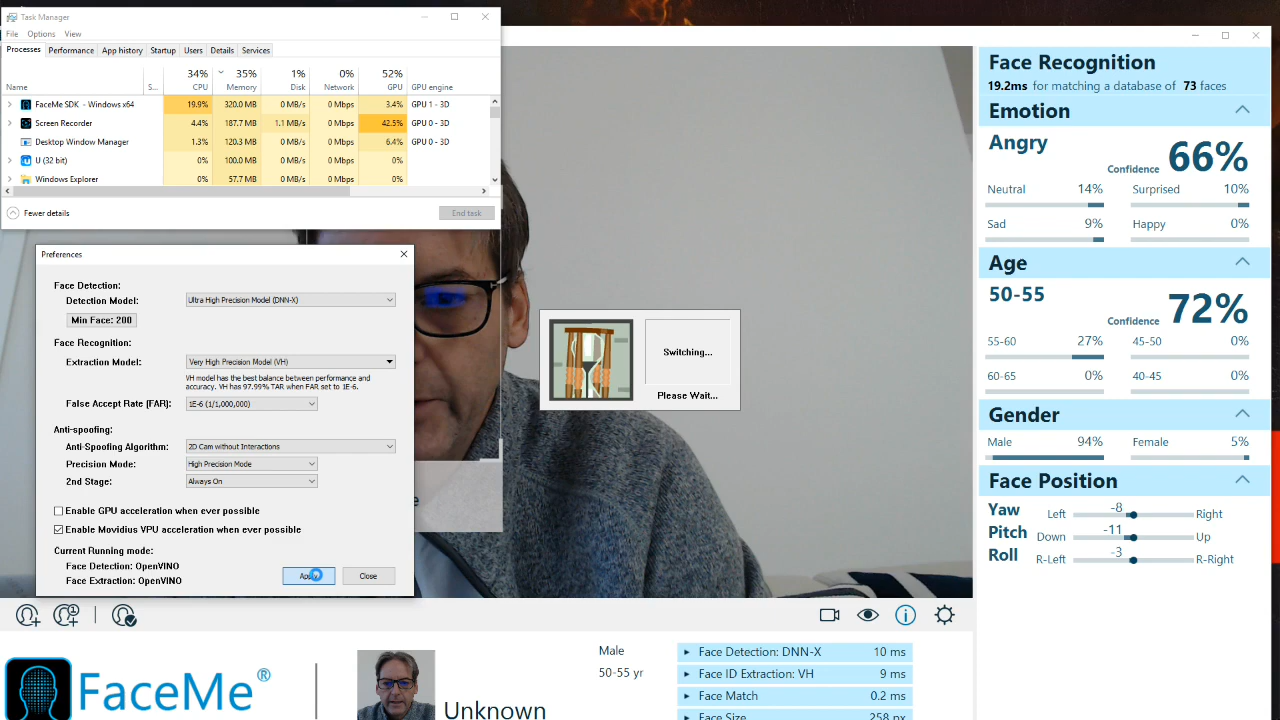 Task Manager
File Options View
Processes Performance App history Startup Users Details Services
34% 35% 1% 0% 52%
Name S... CPU Memory Disk Network GPU GPU engine
FaceMe SDK - Windows x64 19.9% 320.0 MB 0 MB/s 0 Mbps 3.4% GPU 1 - 3D
Screen Recorder 4.4% 187.7 MB 1.1 MB/s 0 Mbps 42.5% GPU 0 - 3D
Desktop Window Manager 1.3% 120.3 MB 0 MB/s 0 Mbps 6.4% GPU 0 - 3D
U (32 bit) 0% 100.0 MB 0 MB/s 0 Mbps 0%
Windows Explorer 0% 57.7 MB 0 MB/s 0 Mbps 0%
Fewer details End task
Preferences
Face Detection:
Detection Model: Ultra High Precision Model (DNN-X)
Min Face: 200
Face Recognition:
Extraction Model: Very High Precision Model (VH)
VH model has the best balance between performance and
accuracy. VH has 97.99% TAR when FAR set to 1E-6.
False Accept Rate (FAR): 1E-6 (1/1,000,000)
Anti-spoofing:
Anti-Spoofing Algorithm: 2D Cam without Interactions
Precision Mode: High Precision Mode
2nd Stage: Always On
Enable GPU acceleration when ever possible
Enable Movidius VPU acceleration when ever possible
Current Running mode:
Face Detection: OpenVINO
Face Extraction: OpenVINO
Close
Switching...
Please Wait...
Face Recognition
19.2ms for matching a database of 73 faces
Emotion
Angry Confidence 66%
Neutral 14% Surprised 10%
Sad 9% Happy 0%
Age
50-55 Confidence 72%
55-60 27% 45-50 0%
60-65 0% 40-45 0%
Gender
Male 94% Female 5%
Face Position
Yaw Left -8 Right
Pitch Down -11 Up
Roll R-Left -3 R-Right
FaceMe®
Unknown
Male
50-55 yr
Face Detection: DNN-X 10 ms
Face ID Extraction: VH 9 ms
Face Match 0.2 ms
Face Size 258 px